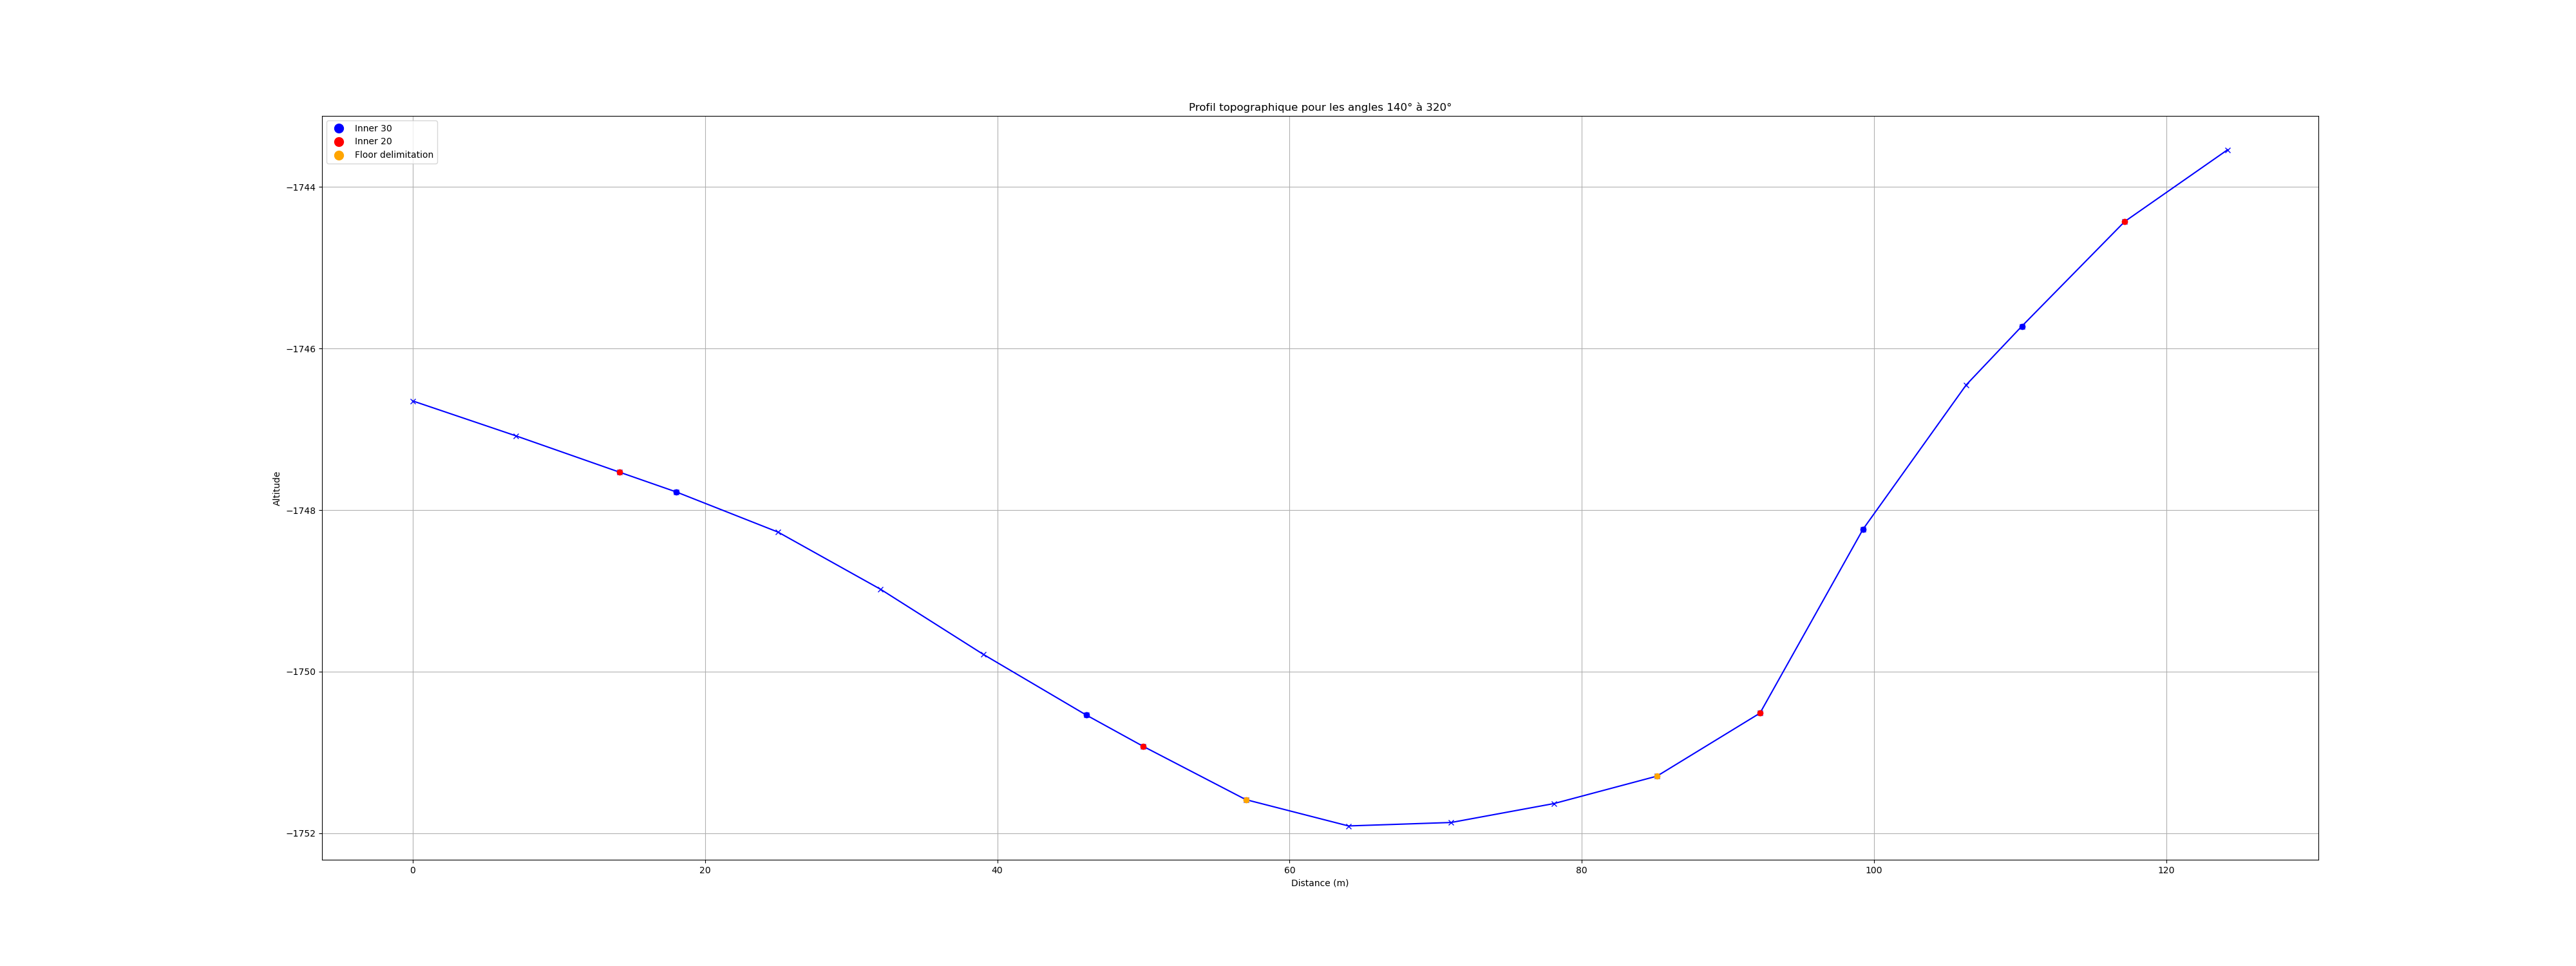 Profil topographique pour les angles 140° à 320°
Inner 30
Inner 20
Floor delimitation
−1744
−1746
−1748
−1750
−1752
Altitude
0 20 40 60 80 100 120
Distance (m)